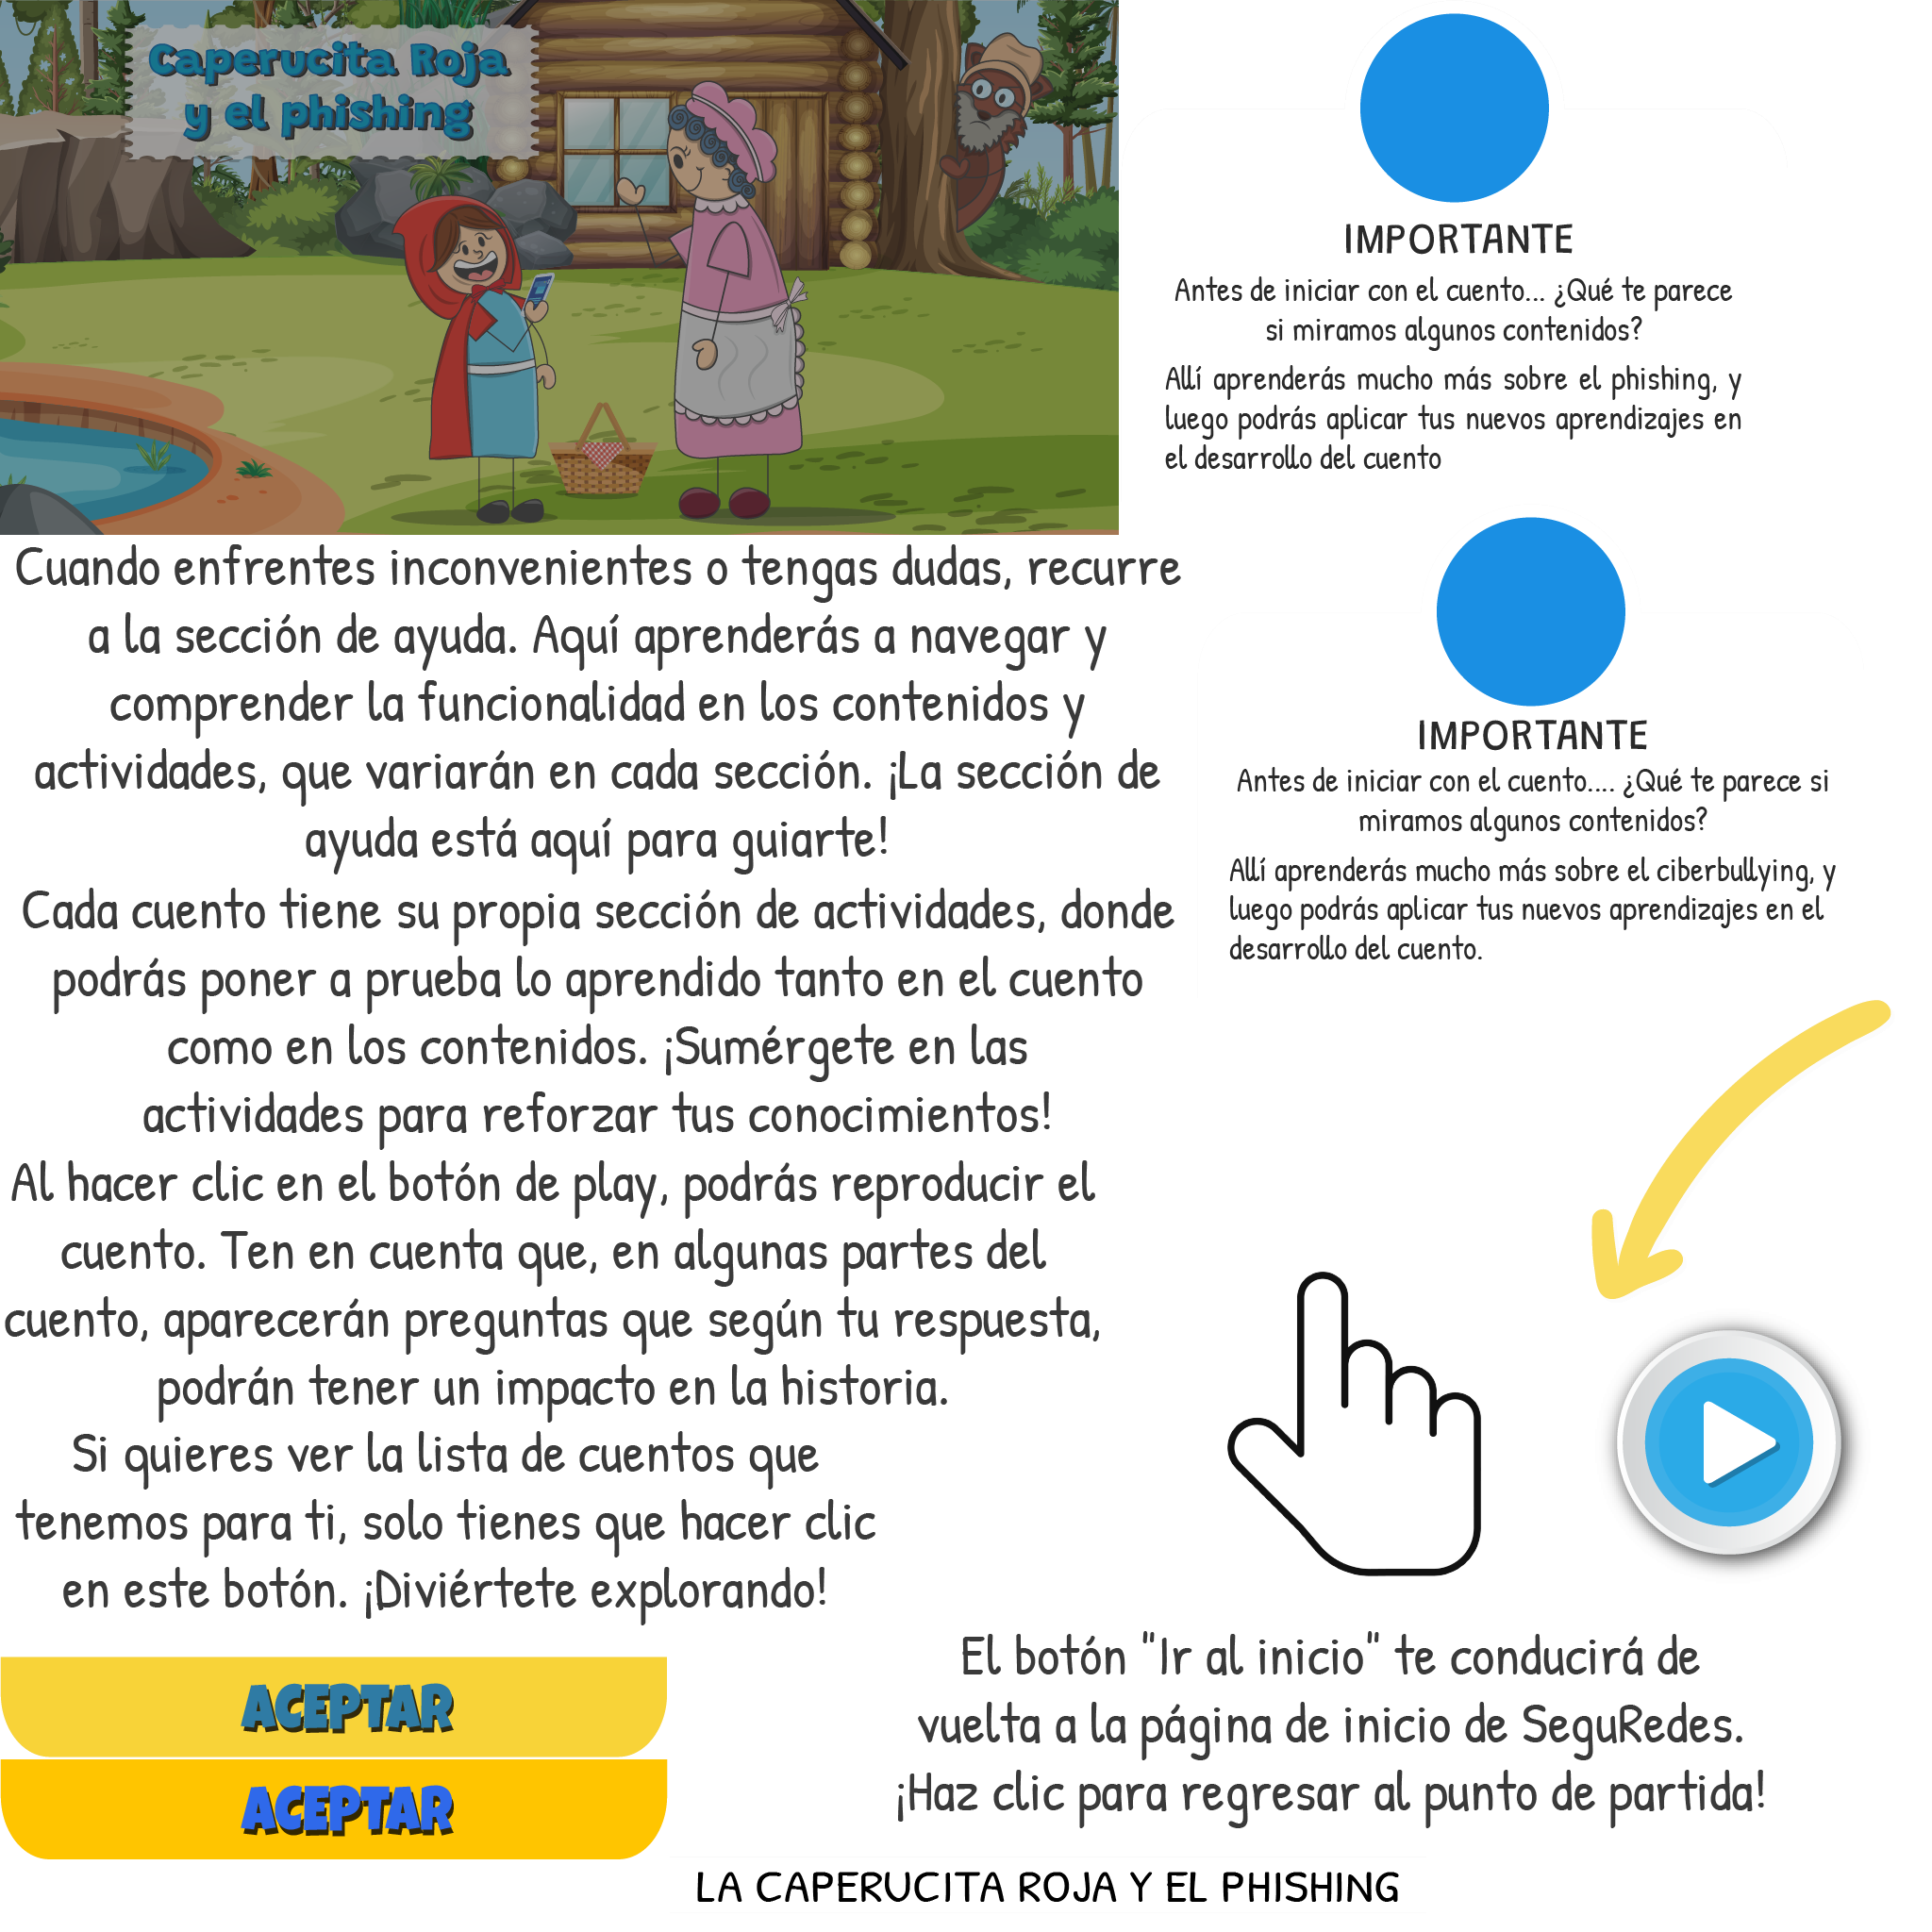 Caperucita Roja
y el phishing
IMPORTANTE
Antes de iniciar con el cuento... ¿Qué te parece
si miramos algunos contenidos?
Allí aprenderás mucho más sobre el phishing, y
luego podrás aplicar tus nuevos aprendizajes en
el desarrollo del cuento
Cuando enfrentes inconvenientes o tengas dudas, recurre
a la sección de ayuda. Aquí aprenderás a navegar y
comprender la funcionalidad en los contenidos y
actividades, que variarán en cada sección. ¡La sección de
ayuda está aquí para guiarte!
IMPORTANTE
Antes de iniciar con el cuento.... ¿Qué te parece si
miramos algunos contenidos?
Allí aprenderás mucho más sobre el ciberbullying, y
luego podrás aplicar tus nuevos aprendizajes en el
desarrollo del cuento.
Cada cuento tiene su propia sección de actividades, donde
podrás poner a prueba lo aprendido tanto en el cuento
como en los contenidos. ¡Sumérgete en las
actividades para reforzar tus conocimientos!
Al hacer clic en el botón de play, podrás reproducir el
cuento. Ten en cuenta que, en algunas partes del
cuento, aparecerán preguntas que según tu respuesta,
podrán tener un impacto en la historia.
Si quieres ver la lista de cuentos que
tenemos para ti, solo tienes que hacer clic
en este botón. ¡Diviértete explorando!
ACEPTAR
ACEPTAR
El botón "Ir al inicio" te conducirá de
vuelta a la página de inicio de SeguRedes.
¡Haz clic para regresar al punto de partida!
LA CAPERUCITA ROJA Y EL PHISHING